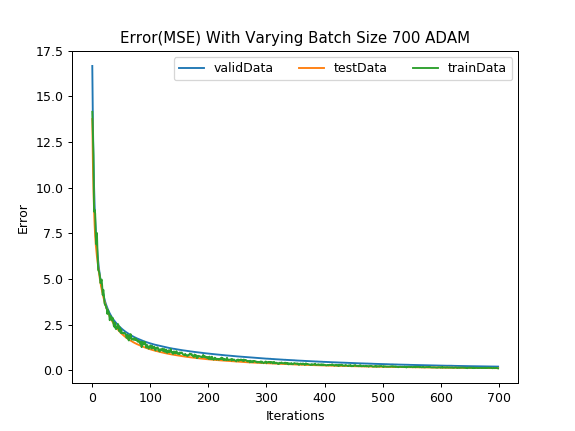 Error(MSE) With Varying Batch Size 700 ADAM
validData testData trainData
17.5
15.0
12.5
10.0
7.5
5.0
2.5
0.0
Error
0 100 200 300 400 500 600 700
Iterations